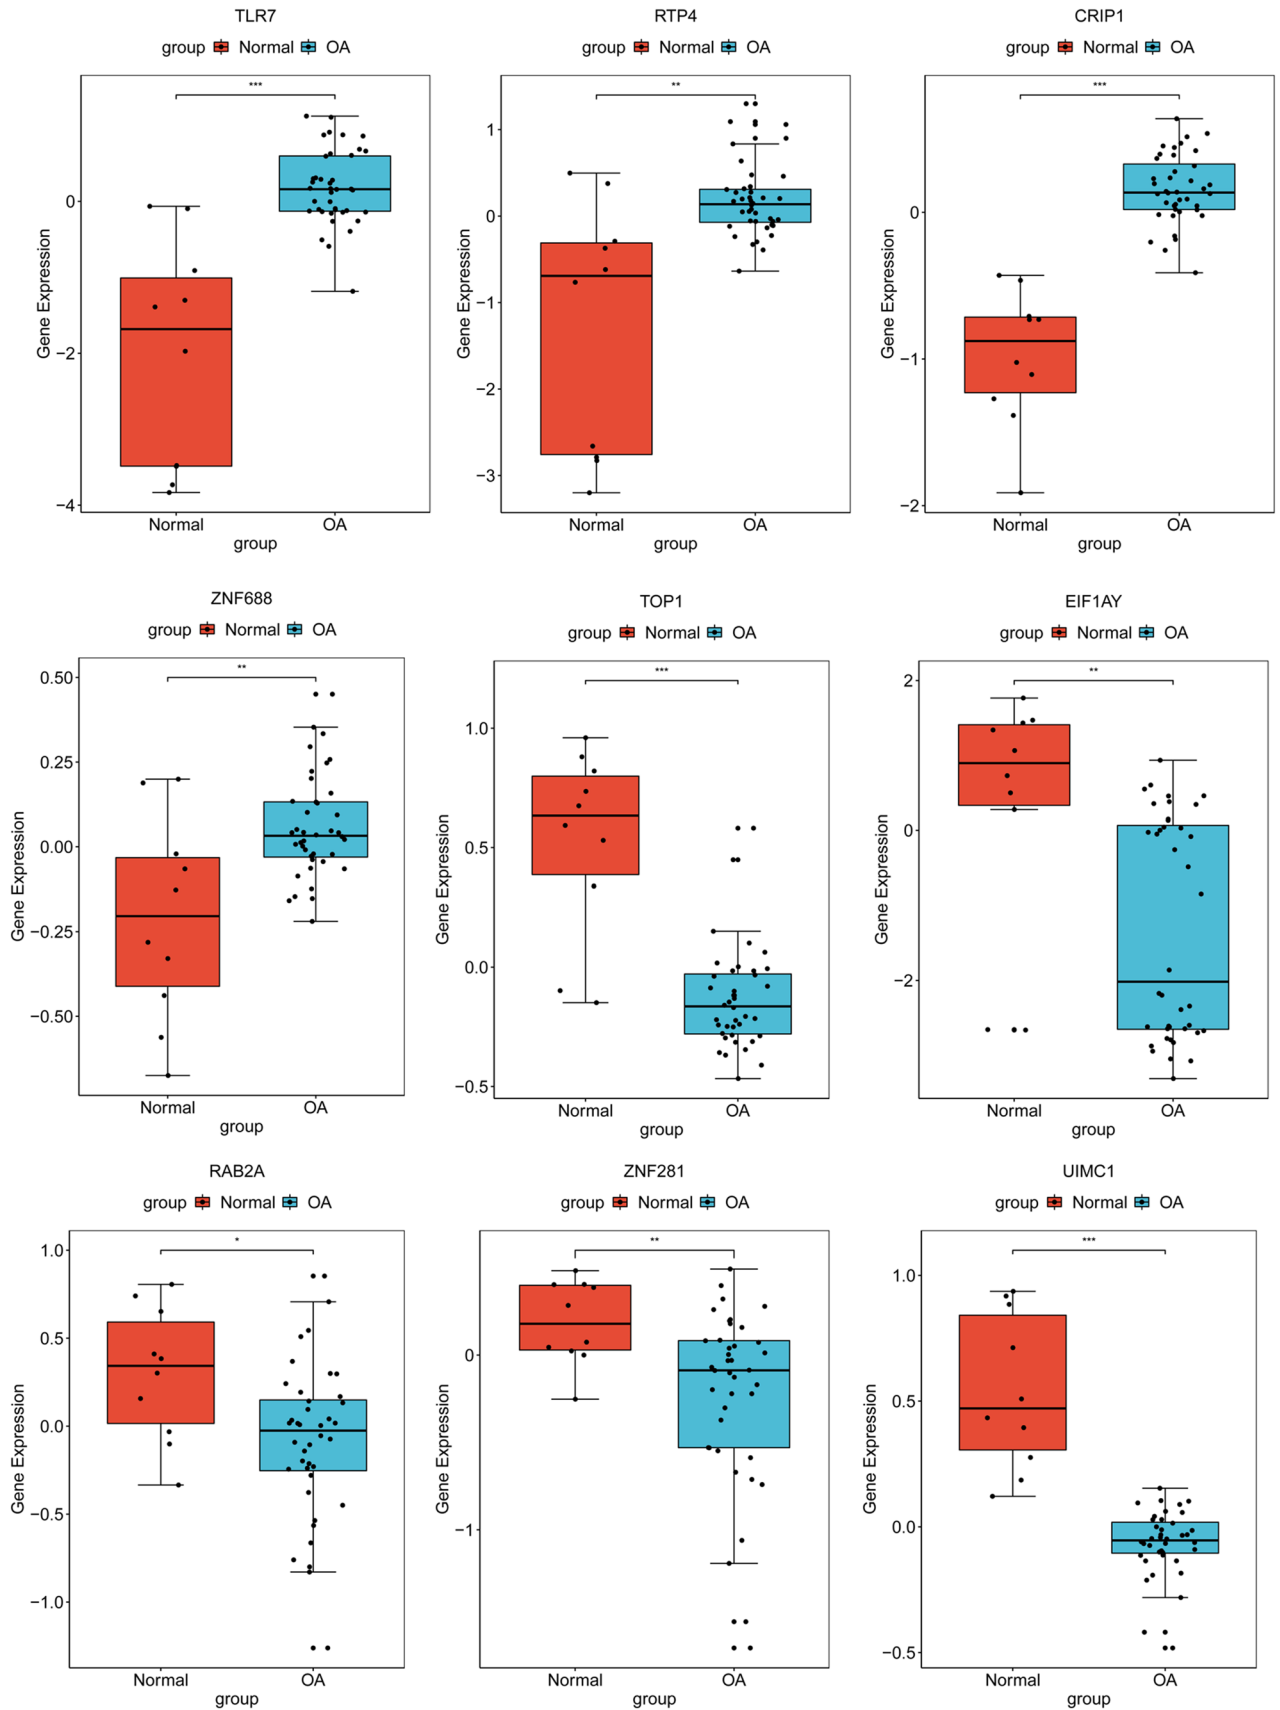 TLR7
group Normal OA
***
Gene Expression
0
−2
−4
Normal OA
group
RTP4
group Normal OA
**
Gene Expression
1
0
−1
−2
−3
Normal OA
group
CRIP1
group Normal OA
***
Gene Expression
0
−1
−2
Normal OA
group
ZNF688
group Normal OA
**
Gene Expression
0.50
0.25
0.00
−0.25
−0.50
Normal OA
group
TOP1
group Normal OA
***
Gene Expression
1.0
0.5
0.0
−0.5
Normal OA
group
EIF1AY
group Normal OA
**
Gene Expression
2
0
−2
Normal OA
group
RAB2A
group Normal OA
*
Gene Expression
1.0
0.5
0.0
−0.5
−1.0
Normal OA
group
ZNF281
group Normal OA
**
Gene Expression
0
−1
Normal OA
group
UIMC1
group Normal OA
***
Gene Expression
1.0
0.5
0.0
−0.5
Normal OA
group